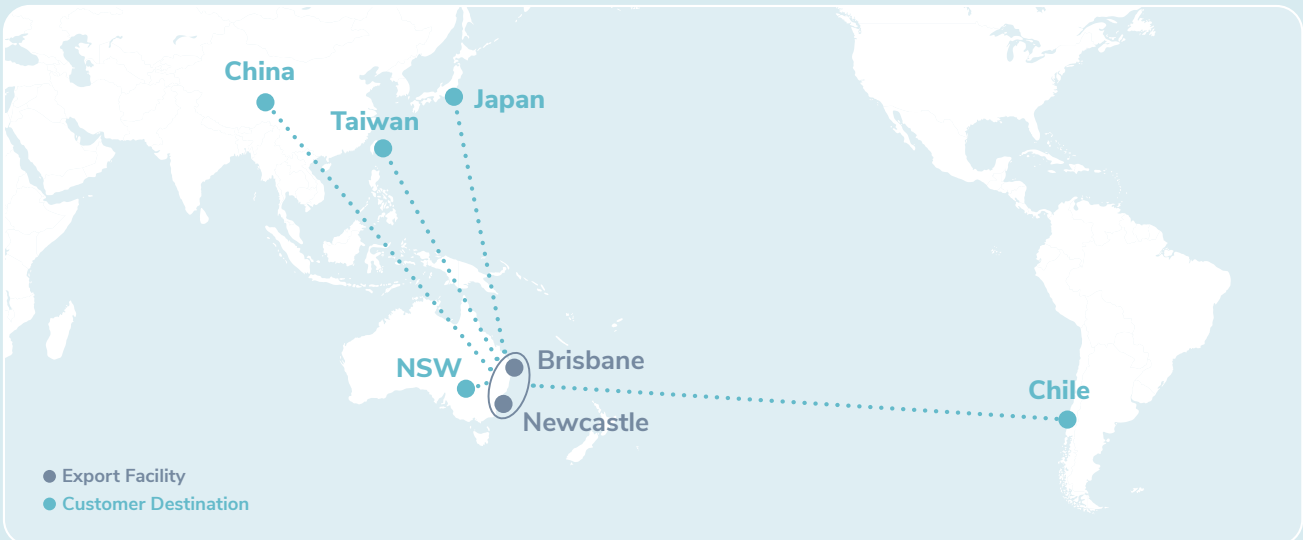 China
Japan
Taiwan
Brisbane
NSW
Chile
Newcastle
Export Facility
Customer Destination